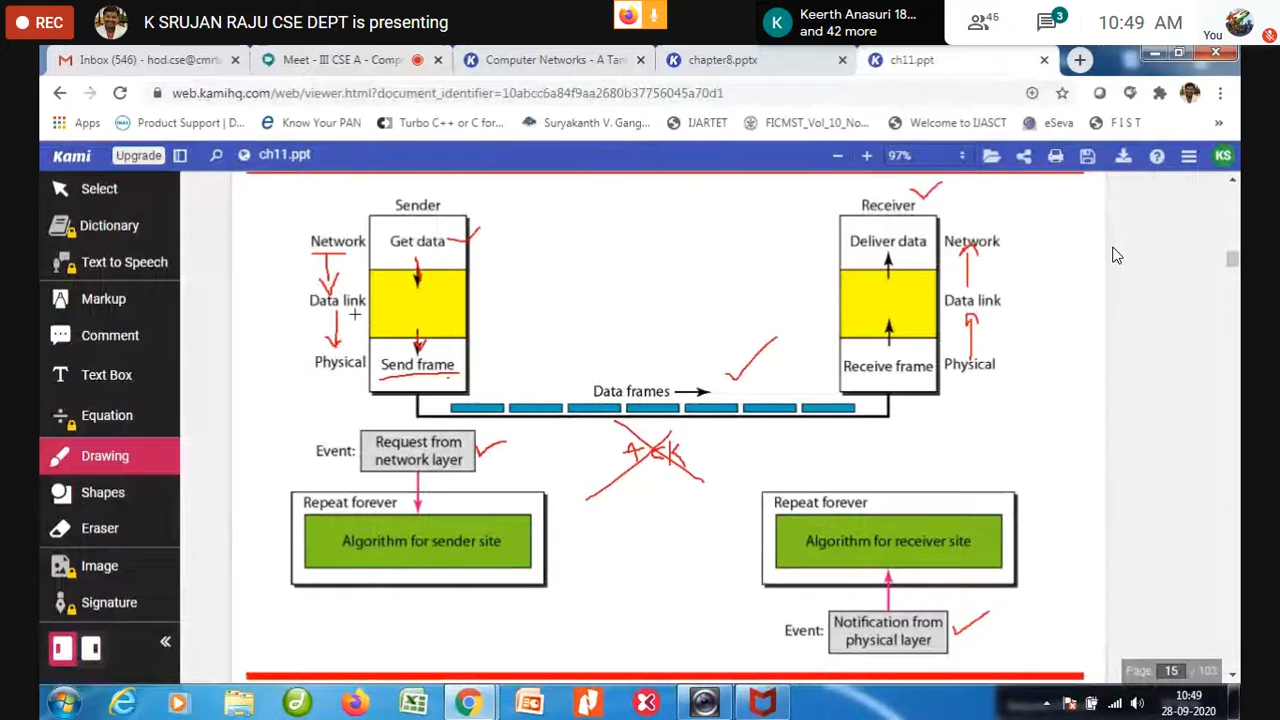 REC
K SRUJAN RAJU CSE DEPT is presenting
K
Keerth Anasuri 18...
and 42 more
45
3
10:49 AM
You
Inbox (546) - hod.cse@cmrt
Meet - III CSE A - Comp
Computer Networks - A Tan
chapter8.pptx
ch11.ppt
web.kamihq.com/web/viewer.html?document_identifier=10abcc6a84f9aa2680b37756045a70d1
Apps
Product Support | D...
Know Your PAN
Turbo C++ or C for...
Suryakanth V. Gang...
IJARTET
FICMST_Vol_10_No...
Welcome to IJASCT
eSeva
F I S T
»
Kami
Upgrade
ch11.ppt
97%
KS
Select
Dictionary
Text to Speech
Markup
Comment
Text Box
Equation
Drawing
Shapes
Eraser
Image
Signature
Sender
Receiver
Network
Get data
Deliver data
Network
Data link
Data link
Physical
Send frame
Receive frame
Physical
Data frames
Event:
Request from
network layer
ACK
Repeat forever
Algorithm for sender site
Repeat forever
Algorithm for receiver site
Event:
Notification from
physical layer
Page 15 / 103
10:49
28-09-2020